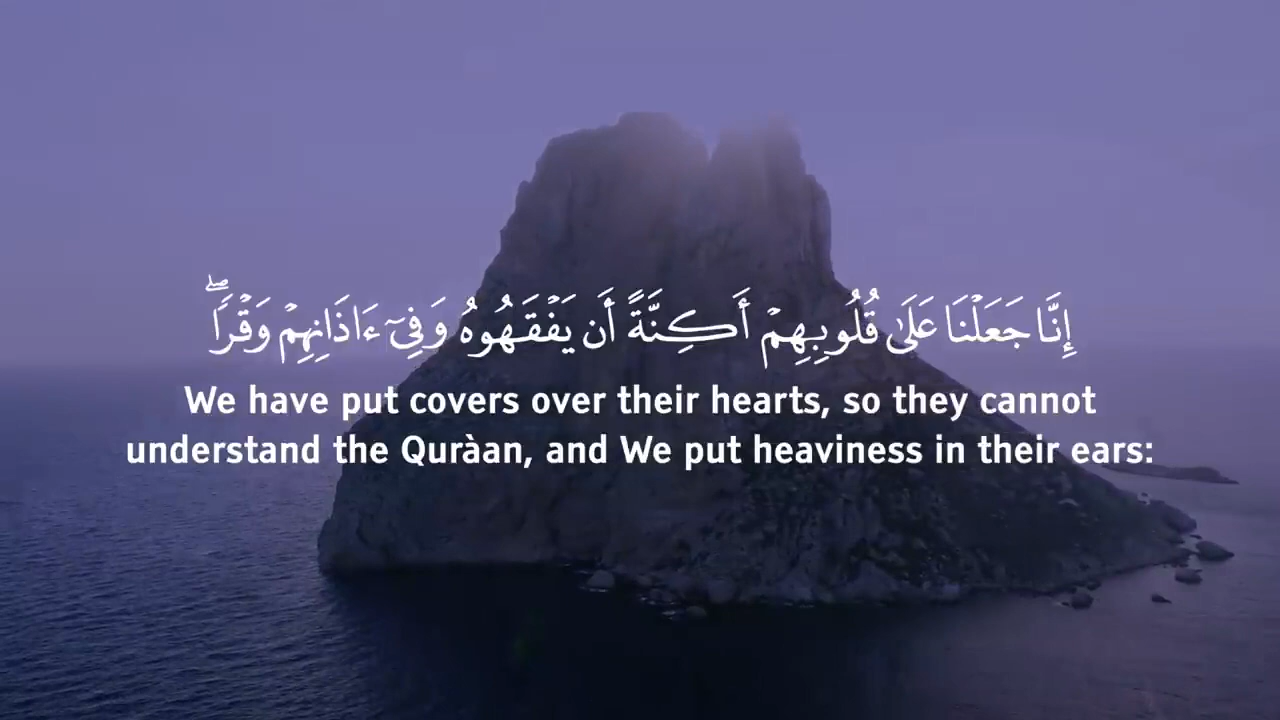 إِنَّا جَعَلْنَا عَلَىٰ قُلُوبِهِمْ أَكِنَّةً أَن يَفْقَهُوهُ وَفِىٓ ءَاذَانِهِمْ وَقْرًا ۖ
We have put covers over their hearts, so they cannot
understand the Quràan, and We put heaviness in their ears: